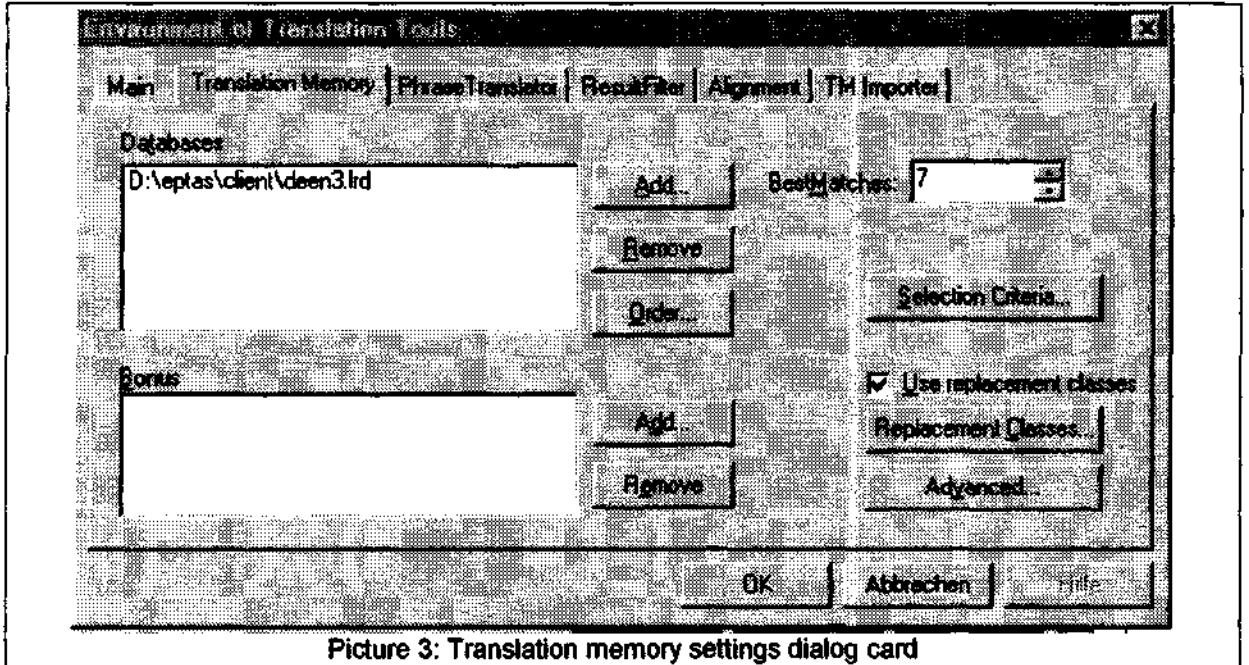 Environment of Translation Tools
Main Translation Memory PhraseTranslator ResultFilter Alignment TM Importer
Databases
D:\eptas\client\deen3.lrd
Add...
BestMatches: 7
Remove
Order...
Selection Criteria...
Bonus
Use replacement classes
Add...
Replacement Classes...
Remove
Advanced...
OK Abbrechen Hilfe
Picture 3: Translation memory settings dialog card